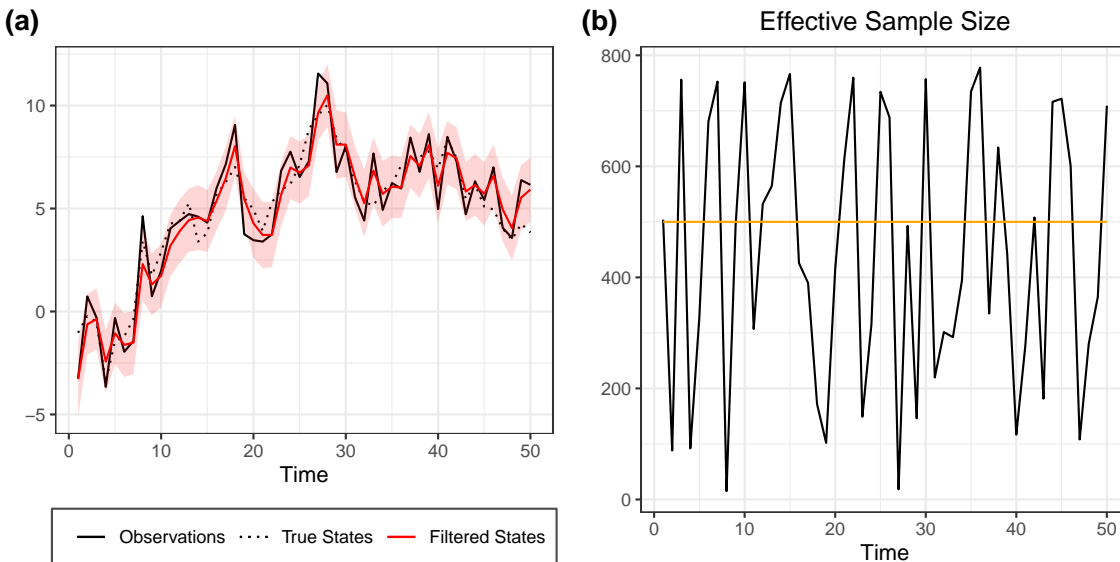 (a)
10
5
0
−5
0 10 20 30 40 50
Time
Observations True States Filtered States
(b)
Effective Sample Size
800
600
400
200
0
0 10 20 30 40 50
Time